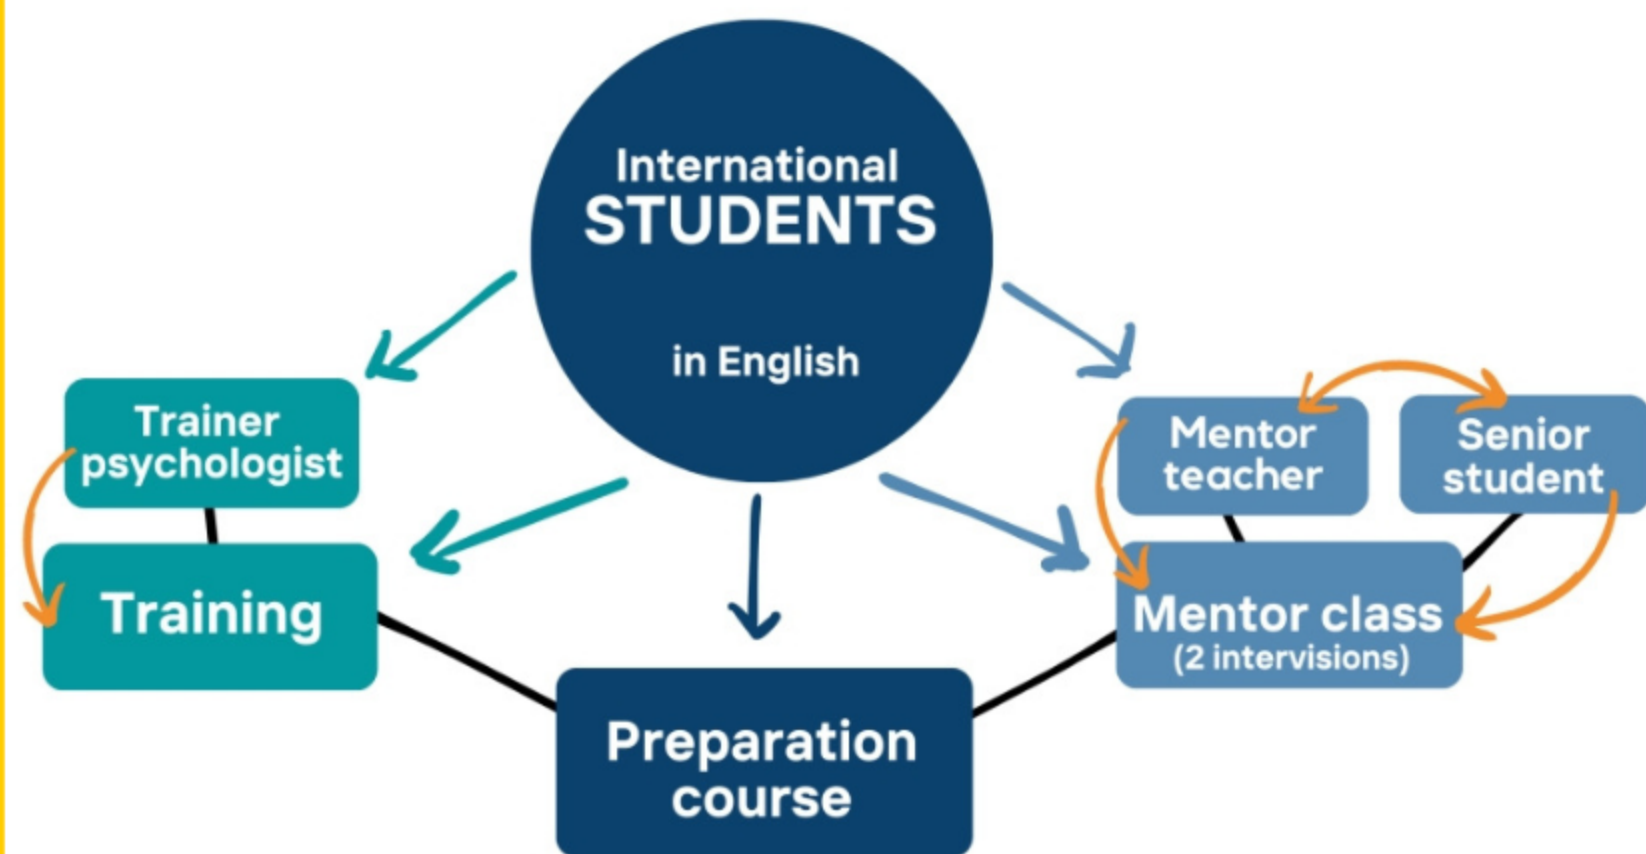 International
STUDENTS
in English
Trainer
psychologist
Mentor
teacher
Senior
student
Training
Mentor class
(2 intervisions)
Preparation
course